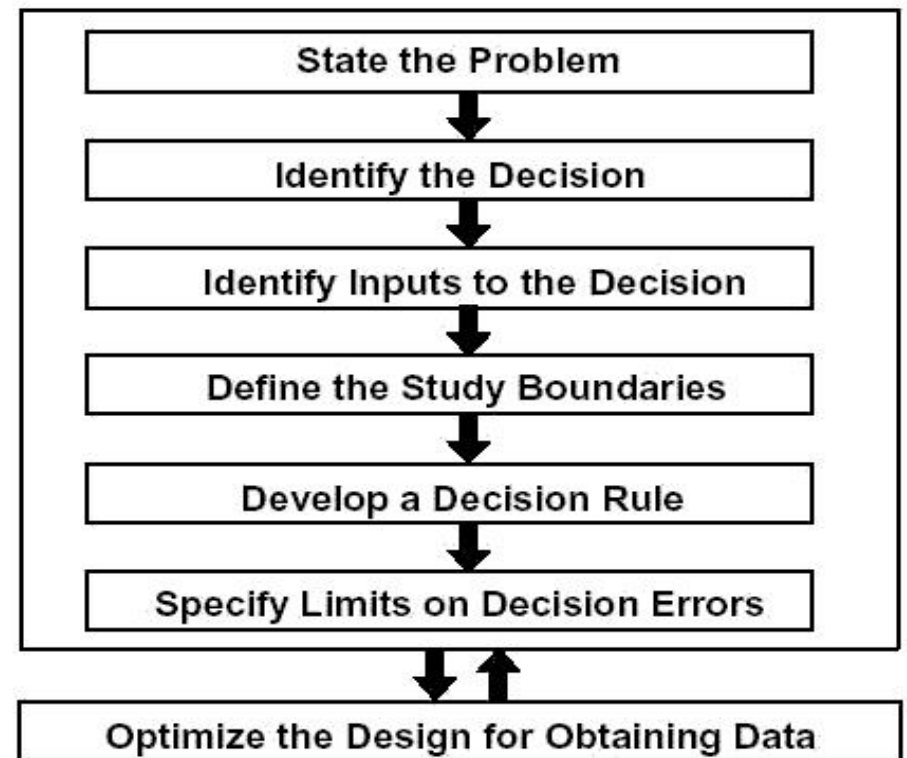 State the Problem
Identify the Decision
Identify Inputs to the Decision
Define the Study Boundaries
Develop a Decision Rule
Specify Limits on Decision Errors
Optimize the Design for Obtaining Data